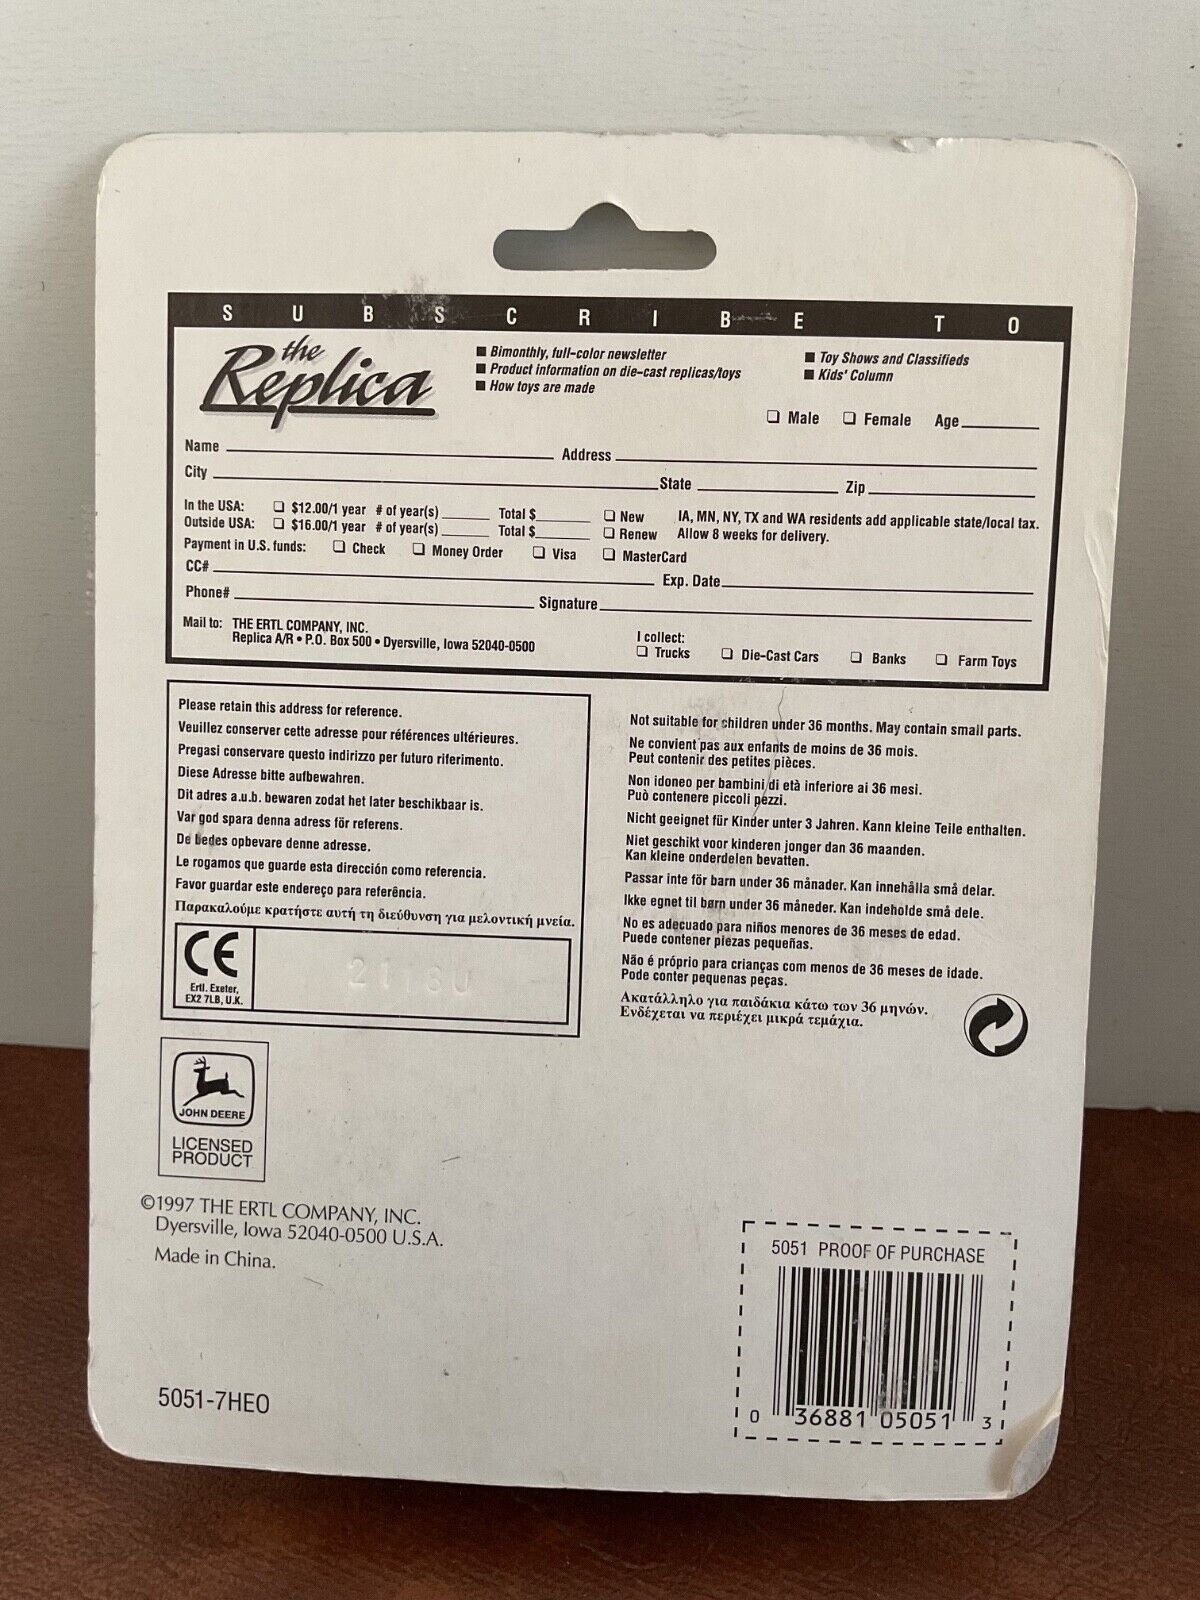 SUBSCRIBE TO
the Replica
■ Bimonthly, full-color newsletter
■ Product information on die-cast replicas/toys
■ How toys are made
■ Toy Shows and Classifieds
■ Kids' Column
❑ Male ❑ Female Age
Name Address
City State Zip
In the USA: ❑ $12.00/1 year # of year(s) Total $ ❑ New IA, MN, NY, TX and WA residents add applicable state/local tax.
Outside USA: ❑ $16.00/1 year # of year(s) Total $ ❑ Renew Allow 8 weeks for delivery.
Payment in U.S. funds: ❑ Check ❑ Money Order ❑ Visa ❑ MasterCard
CC# Exp. Date
Phone# Signature
Mail to: THE ERTL COMPANY, INC.
Replica A/R • P.O. Box 500 • Dyersville, Iowa 52040-0500
I collect:
❑ Trucks ❑ Die-Cast Cars ❑ Banks ❑ Farm Toys
Please retain this address for reference.
Veuillez conserver cette adresse pour références ultérieures.
Pregasi conservare questo indirizzo per futuro riferimento.
Diese Adresse bitte aufbewahren.
Dit adres a.u.b. bewaren zodat het later beschikbaar is.
Var god spara denna adress för referens.
De bedes opbevare denne adresse.
Le rogamos que guarde esta dirección como referencia.
Favor guardar este endereço para referência.
Παρακαλούμε κρατήστε αυτή τη διεύθυνση για μελοντική μνεία.
CE
Ertl. Exeter,
EX2 7LB, U.K.
Not suitable for children under 36 months. May contain small parts.
Ne convient pas aux enfants de moins de 36 mois.
Peut contenir des petites pièces.
Non idoneo per bambini di età inferiore ai 36 mesi.
Può contenere piccoli pezzi.
Nicht geeignet für Kinder unter 3 Jahren. Kann kleine Teile enthalten.
Niet geschikt voor kinderen jonger dan 36 maanden.
Kan kleine onderdelen bevatten.
Passar inte för barn under 36 månader. Kan innehålla små delar.
Ikke egnet til børn under 36 måneder. Kan indeholde små dele.
No es adecuado para niños menores de 36 meses de edad.
Puede contener piezas pequeñas.
Não é próprio para crianças com menos de 36 meses de idade.
Pode conter pequenas peças.
Ακατάλληλο για παιδάκια κάτω των 36 μηνών.
Ενδέχεται να περιέχει μικρά τεμάχια.
JOHN DEERE
LICENSED
PRODUCT
©1997 THE ERTL COMPANY, INC.
Dyersville, Iowa 52040-0500 U.S.A.
Made in China.
5051-7HEO
5051 PROOF OF PURCHASE
0 36881 05051 3